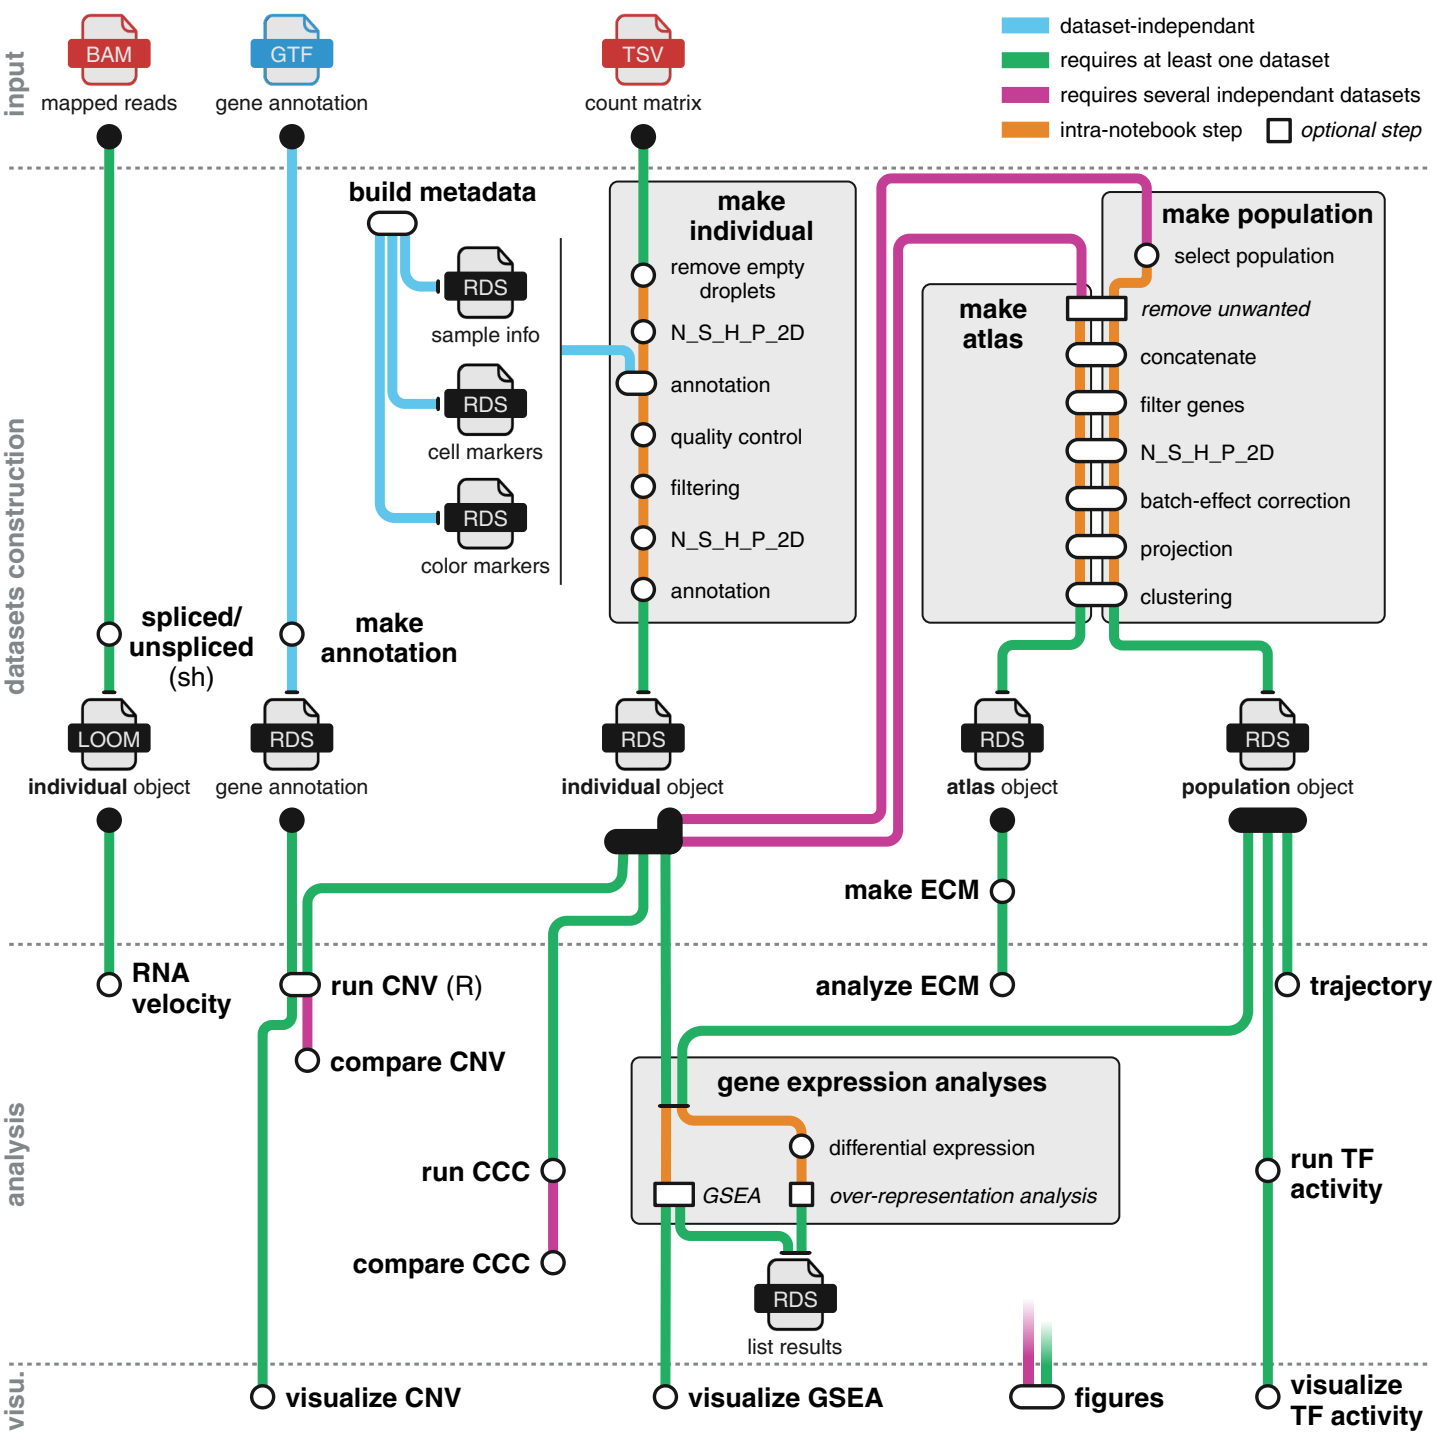 input
BAM
mapped reads
GTF
gene annotation
TSV
count matrix
dataset-independant
requires at least one dataset
requires several independant datasets
intra-notebook step
optional step
datasets construction
build metadata
RDS
sample info
RDS
cell markers
RDS
color markers
make
individual
remove empty
droplets
N_S_H_P_2D
annotation
quality control
filtering
N_S_H_P_2D
annotation
make
atlas
make population
select population
remove unwanted
concatenate
filter genes
N_S_H_P_2D
batch-effect correction
projection
clustering
spliced/
unspliced
(sh)
make
annotation
LOOM
individual object
RDS
gene annotation
RDS
individual object
RDS
atlas object
RDS
population object
make ECM
analysis
RNA
velocity
run CNV (R)
compare CNV
analyze ECM
trajectory
gene expression analyses
differential expression
GSEA
over-representation analysis
run CCC
compare CCC
run TF
activity
RDS
list results
visu.
visualize CNV
visualize GSEA
figures
visualize
TF activity